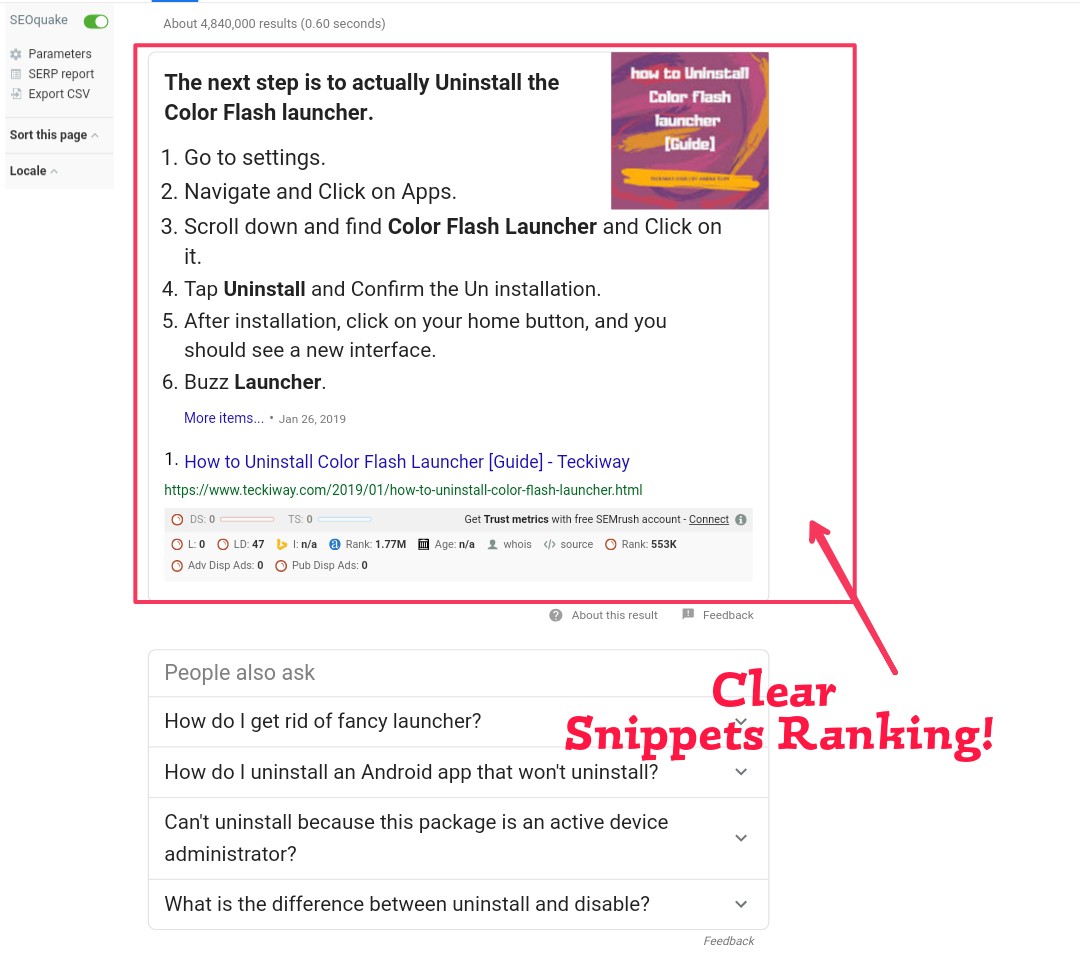 SEOquake
Parameters
SERP report
Export CSV
Sort this page
Locale
About 4,840,000 results (0.60 seconds)
The next step is to actually Uninstall the
Color Flash launcher.
how to Uninstall
Color flash
launcher
[Guide]
1. Go to settings.
2. Navigate and Click on Apps.
3. Scroll down and find Color Flash Launcher and Click on
it.
4. Tap Uninstall and Confirm the Un installation.
5. After installation, click on your home button, and you
should see a new interface.
6. Buzz Launcher.
More items... • Jan 26, 2019
1. How to Uninstall Color Flash Launcher [Guide] - Teckiway
https://www.teckiway.com/2019/01/how-to-uninstall-color-flash-launcher.html
DS: 0 TS: 0 Get Trust metrics with free SEMrush account - Connect
L: 0 LD: 47 I: n/a Rank: 1.77M Age: n/a whois </> source Rank: 553K
Adv Disp Ads: 0 Pub Disp Ads: 0
About this result Feedback
People also ask
How do I get rid of fancy launcher?
How do I uninstall an Android app that won't uninstall?
Can't uninstall because this package is an active device
administrator?
What is the difference between uninstall and disable?
Feedback
Clear
Snippets Ranking!